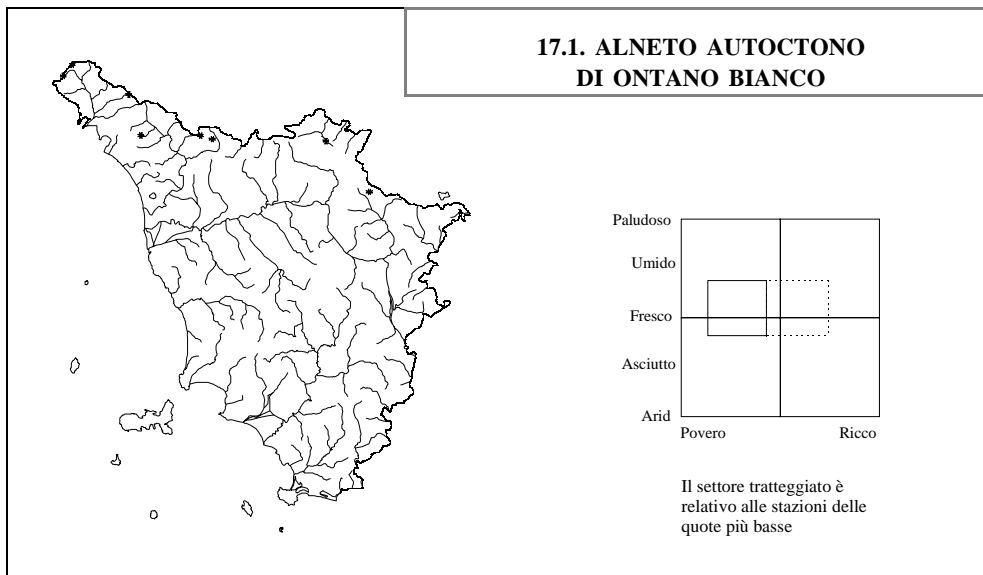 17.1. ALNETO AUTOCTONO
DI ONTANO BIANCO
Paludoso
Umido
Fresco
Asciutto
Arid
Povero
Ricco
Il settore tratteggiato è
relativo alle stazioni delle
quote più basse